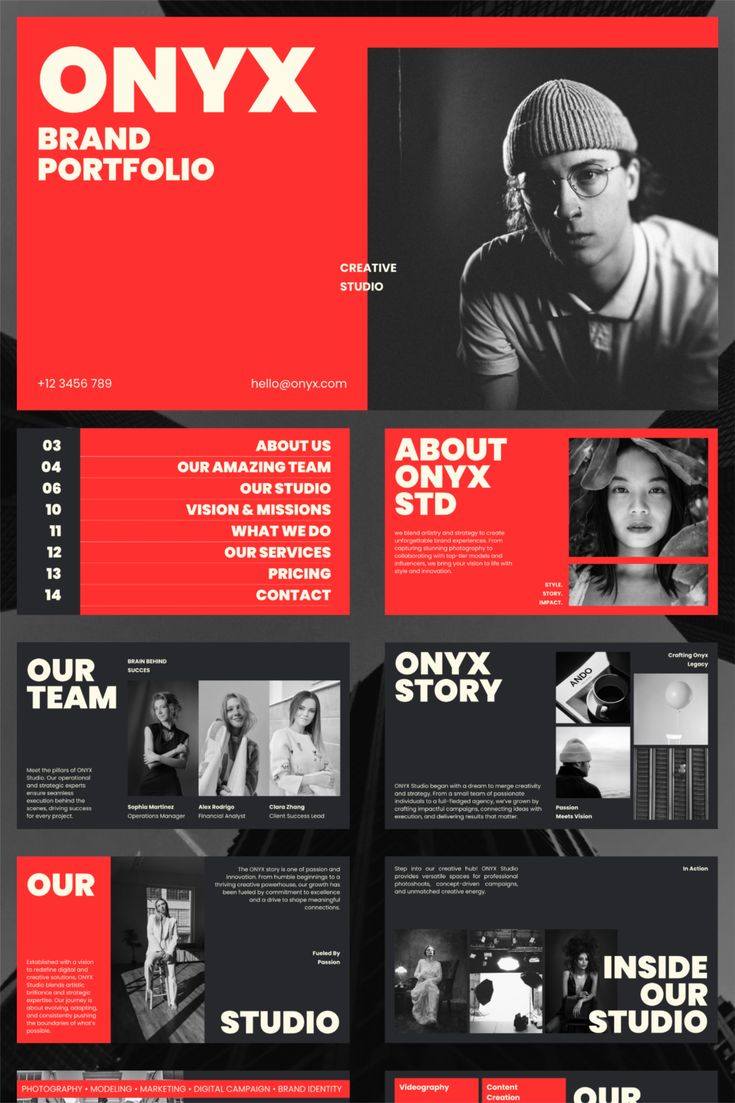 ONYX
BRAND
PORTFOLIO
CREATIVE
STUDIO
+12 3456 789
hello@onyx.com
03 ABOUT US
04 OUR AMAZING TEAM
06 OUR STUDIO
10 VISION & MISSIONS
11 WHAT WE DO
12 OUR SERVICES
13 PRICING
14 CONTACT
ABOUT
ONYX
STD
we blend artistry and strategy to create
unforgettable brand experiences. From
capturing stunning photography to
collaborating with top-tier models and
influencers, we bring your vision to life with
style and innovation.
STYLE.
STORY.
IMPACT.
OUR
TEAM
BRAIN BEHIND
SUCCES
Meet the pillars of ONYX
Studio. Our operational
and strategic experts
ensure seamless
execution behind the
scenes, driving success
for every project.
Sophia Martinez
Operations Manager
Alex Rodrigo
Financial Analyst
Clara Zhang
Client Success Lead
ONYX
STORY
Crafting Onyx
Legacy
ANDO
ONYX Studio began with a dream to merge creativity
and strategy. From a small team of passionate
individuals to a full-fledged agency, we've grown by
crafting impactful campaigns, connecting ideas with
execution, and delivering results that matter.
Passion
Meets Vision
OUR
Established with a vision
to redefine digital and
creative solutions, ONYX
Studio blends artistic
brilliance and strategic
expertise. Our journey is
about evolving, adapting,
and consistently pushing
the boundaries of what's
possible.
The ONYX story is one of passion and
innovation. From humble beginnings to a
thriving creative powerhouse, our growth has
been fueled by commitment to excellence
and a drive to shape meaningful
connections.
Fueled By
Passion
STUDIO
Step into our creative hub! ONYX Studio
provides versatile spaces for professional
photoshoots, concept-driven campaigns,
and unmatched creative energy.
In Action
INSIDE
OUR
STUDIO
PHOTOGRAPHY • MODELING • MARKETING • DIGITAL CAMPAIGN • BRAND IDENTITY
Videography
Content
Creation
OUR